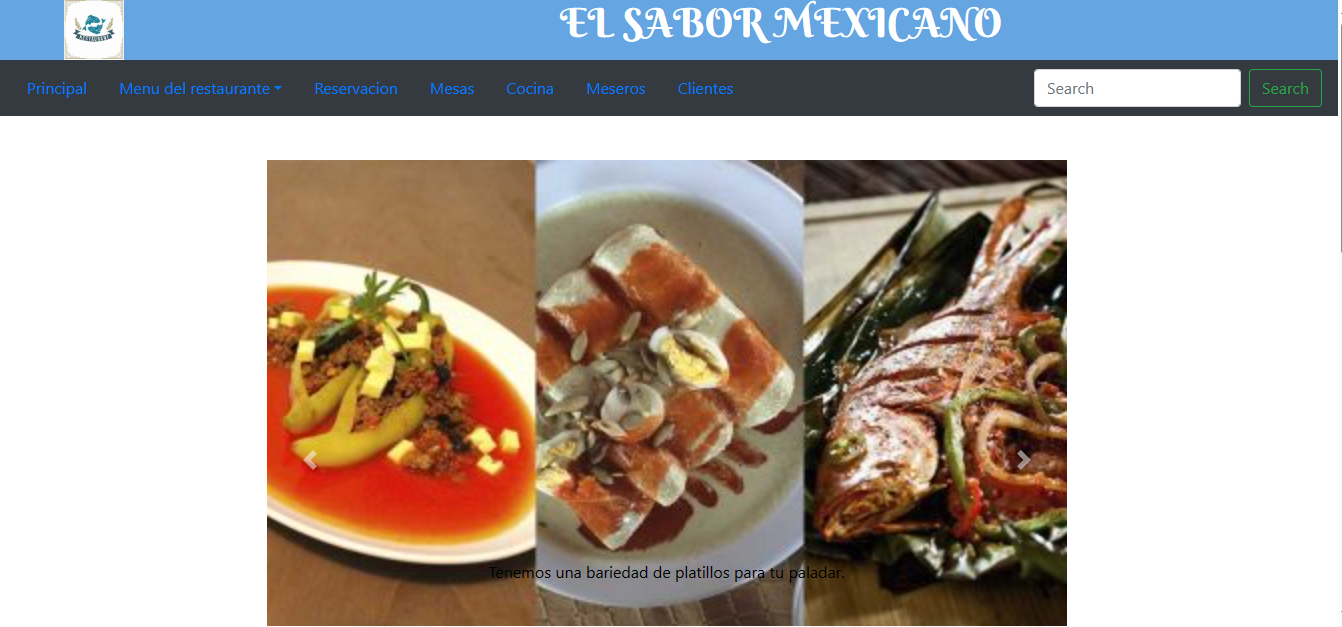 RESTAURANT
EL SABOR MEXICANO
Principal Menu del restaurante Reservacion Mesas Cocina Meseros Clientes Search Search
Tenemos una bariedad de platillos para tu paladar.